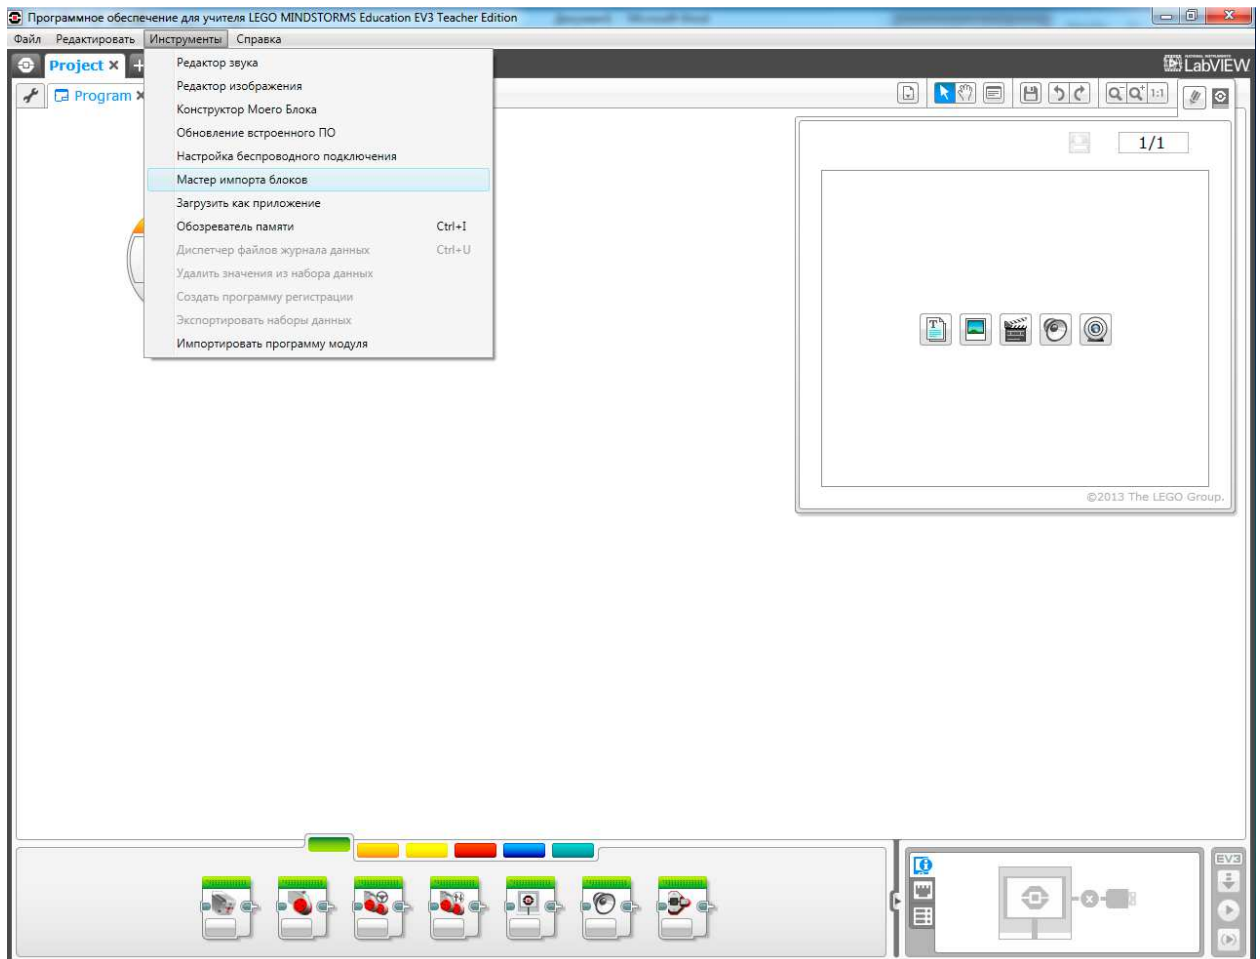 Программное обеспечение для учителя LEGO MINDSTORMS Education EV3 Teacher Edition
Файл Редактировать Инструменты Справка
Project
LabVIEW
Program
1:1
Редактор звука
Редактор изображения
Конструктор Моего Блока
Обновление встроенного ПО
Настройка беспроводного подключения
Мастер импорта блоков
Загрузить как приложение
Обозреватель памяти Ctrl+I
Диспетчер файлов журнала данных Ctrl+U
Удалить значения из набора данных
Создать программу регистрации
Экспортировать наборы данных
Импортировать программу модуля
1/1
©2013 The LEGO Group.
EV3